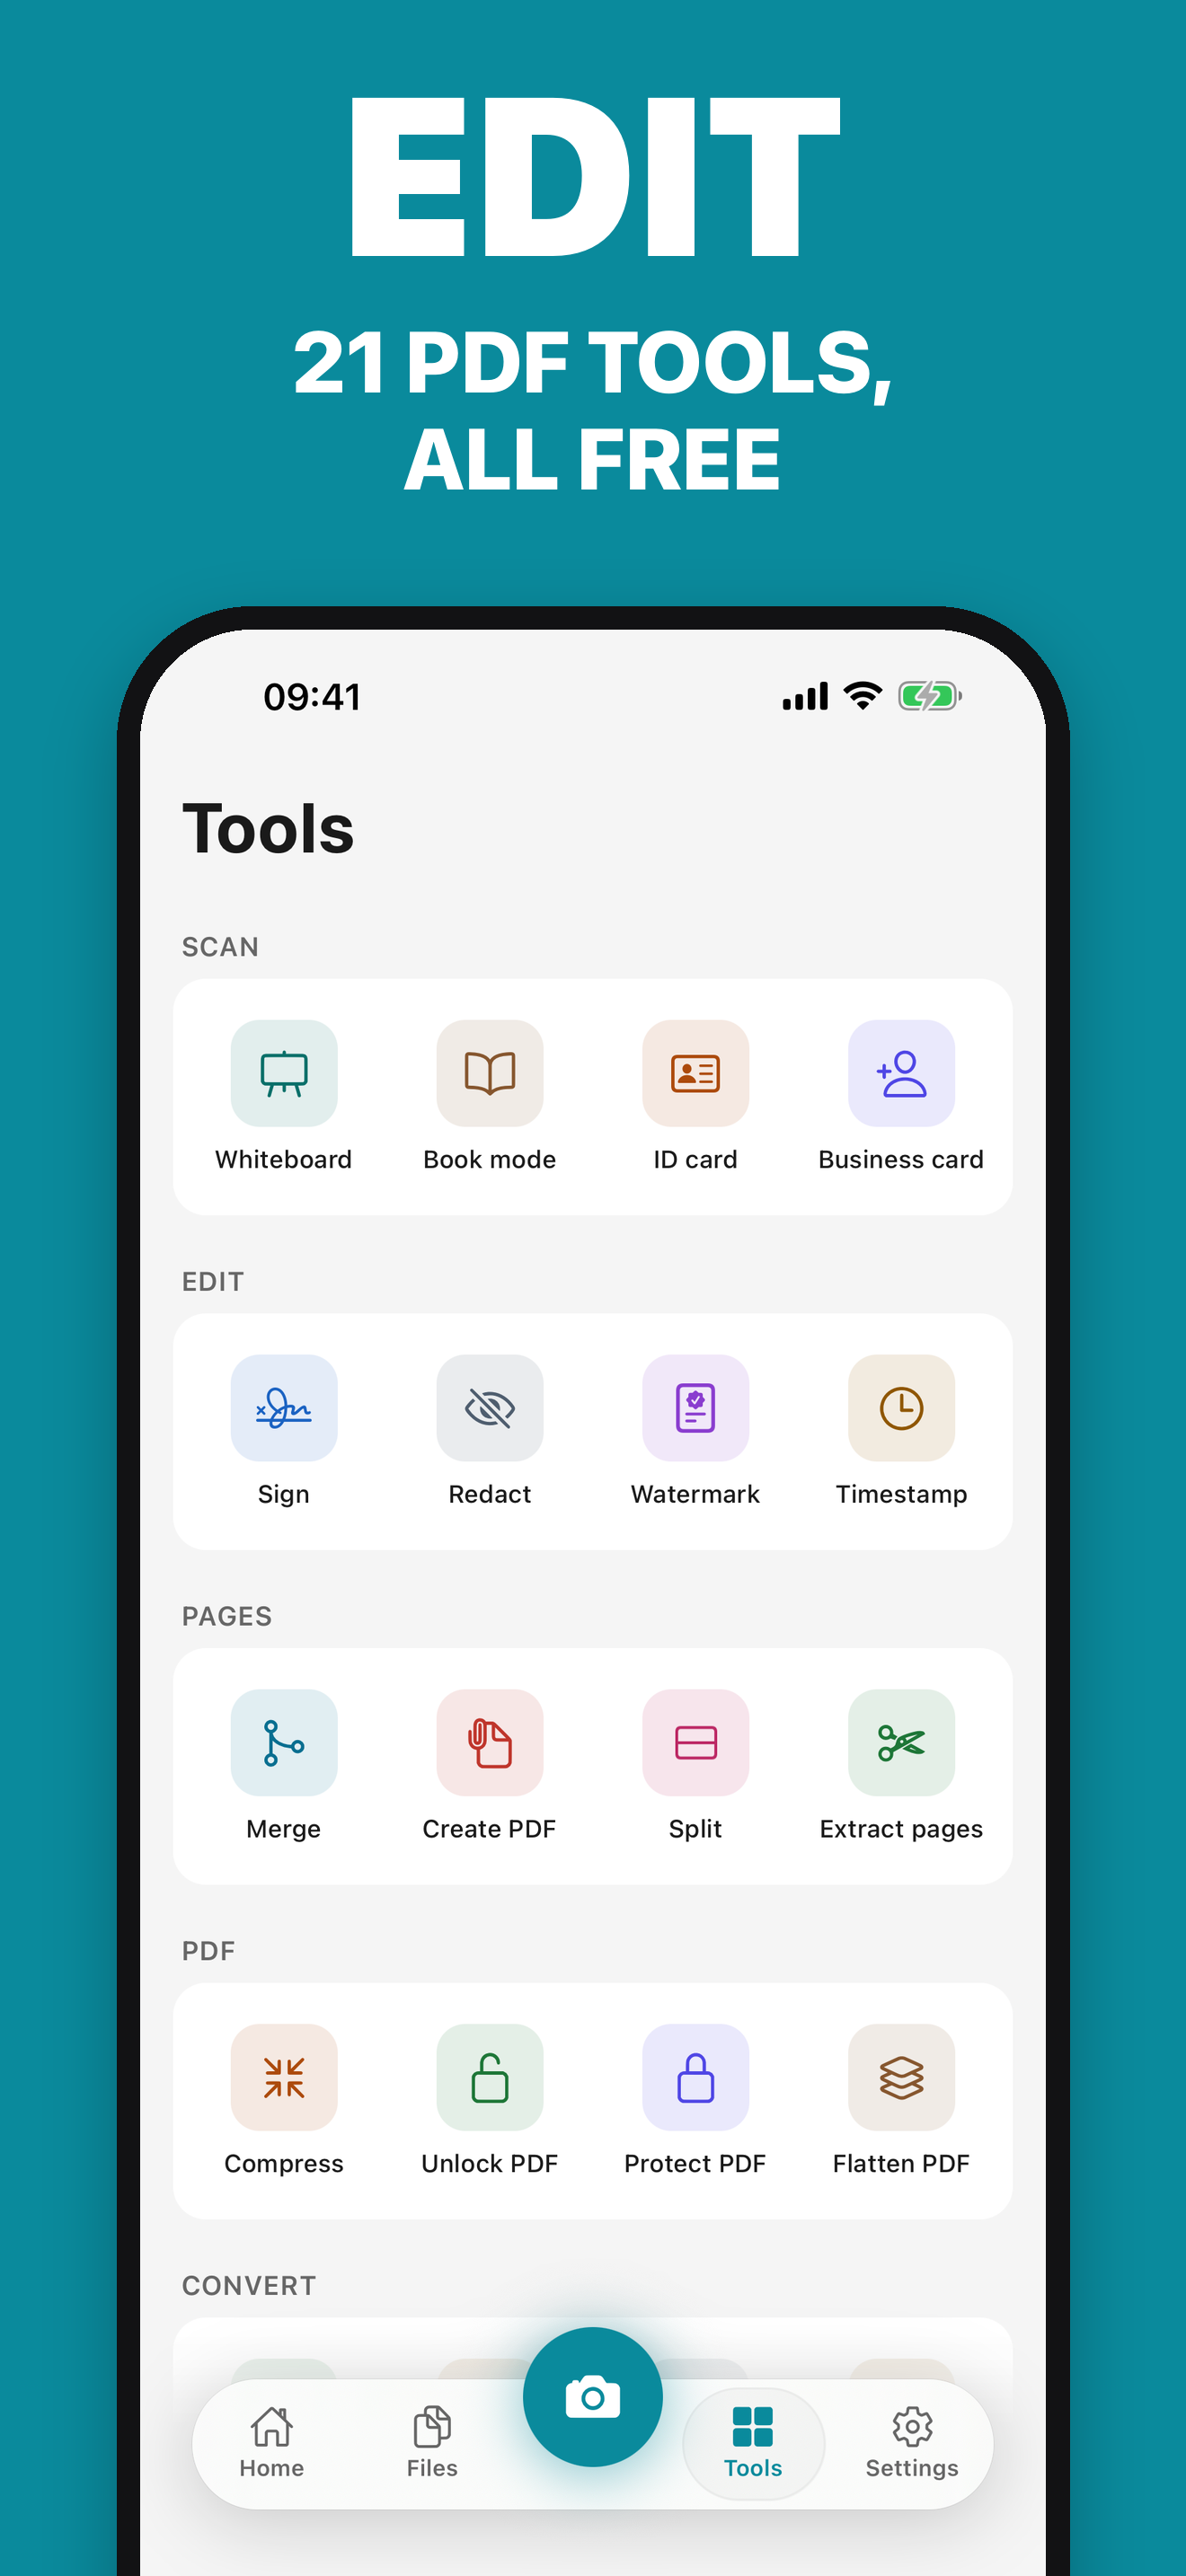 EDIT
21 PDF TOOLS,
ALL FREE
09:41
Tools
SCAN
Whiteboard Book mode ID card Business card
EDIT
Sign Redact Watermark Timestamp
PAGES
Merge Create PDF Split Extract pages
PDF
Compress Unlock PDF Protect PDF Flatten PDF
CONVERT
Home Files Tools Settings